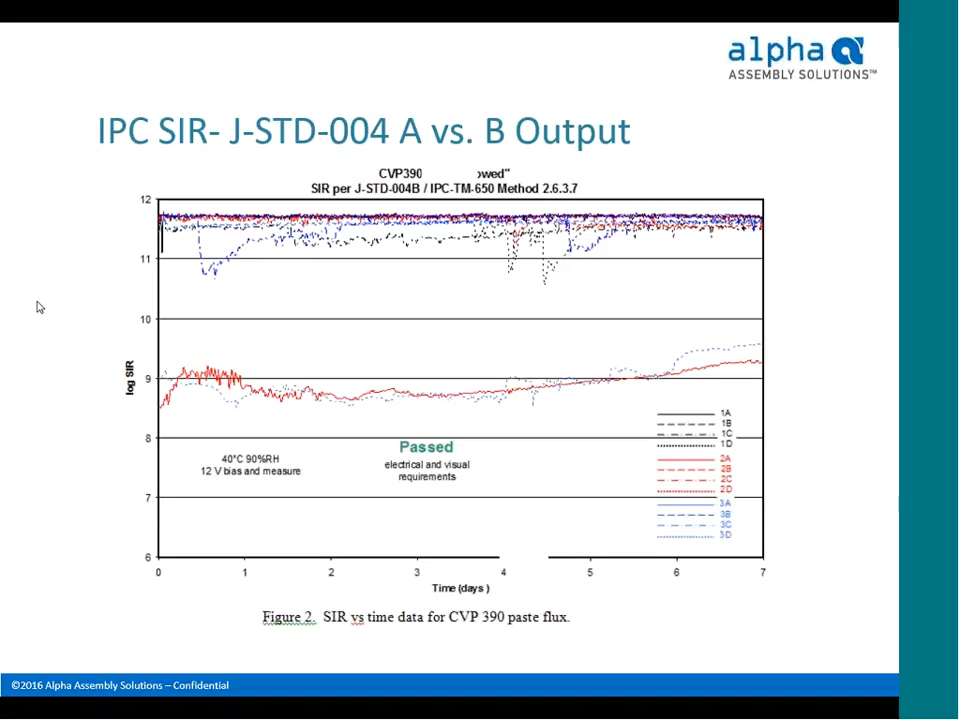 alpha
ASSEMBLY SOLUTIONS™
IPC SIR- J-STD-004 A vs. B Output
CVP390 owed"
SIR per J-STD-004B / IPC-TM-650 Method 2.6.3.7
12
11
10
9
8
7
6
log SIR
40°C 90%RH
12 V bias and measure
Passed
electrical and visual
requirements
1A
1B
1C
1D
2A
2B
2C
2D
3A
3B
3C
3D
0 1 2 3 4 5 6 7
Time (days )
Figure 2. SIR vs time data for CVP 390 paste flux.
©2016 Alpha Assembly Solutions – Confidential